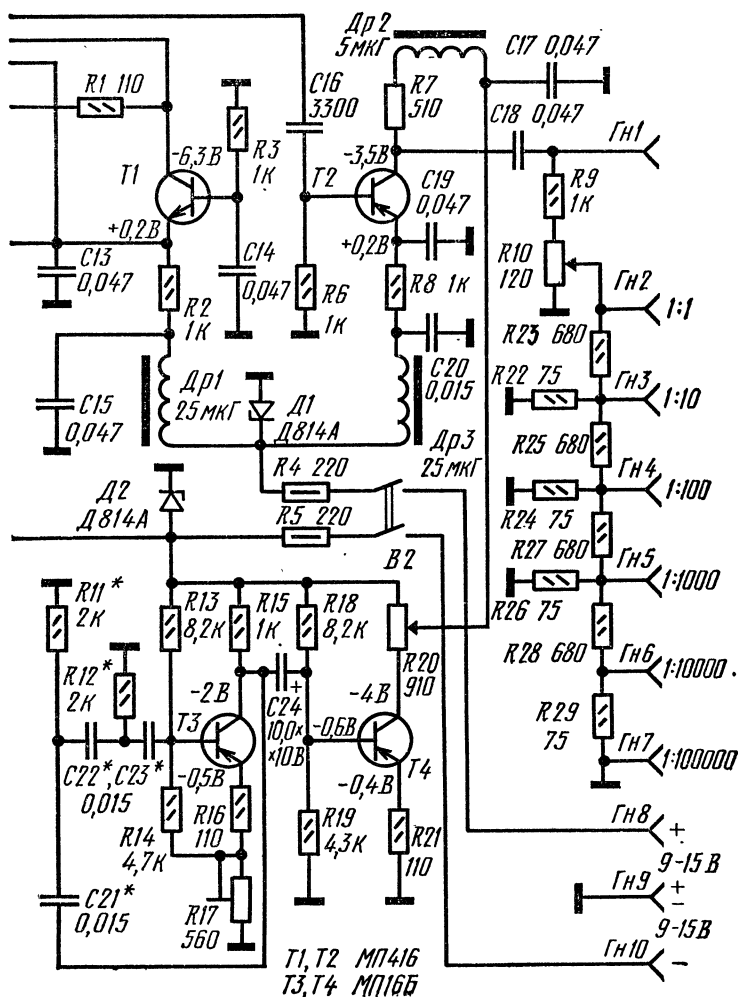 Др2
5мкГ
C17 0,047
R1 110
C16
3300
R7
510
C18 0,047
Гн1
-6,3В
R3
1к
T1
T2
-3,5В
C19
0,047
R9
1к
+0,2В
+0,2В
C13
0,047
R2
1к
C14
0,047
R6
1к
R8 1к
R10
120
Гн2
1:1
R23 680
C15
0,047
Др1
25мкГ
Д1
Д814А
C20
0,015
R22 75
Гн3
1:10
Др3
25мкГ
R25 680
Д2
Д814А
R4 220
Гн4
1:100
R24 75
R5 220
R27 680
В2
Гн5
1:1000
R26 75
R11*
2к
R13
8,2к
R15
1к
R18
8,2к
R28 680
R12*
2к
R20
910
Гн6
1:10000
-2В
T3
C24
10,0×
×10В
-4В
-0,6В
R29
75
T4
Гн7
1:100000
C22*,C23*
0,015
-0,5В
-0,4В
R14
4,7к
R16
110
R19
4,3к
R21
110
Гн8
+
9-15В
C21*
0,015
R17
560
Гн9
+
-
9-15В
Гн10
-
T1,T2 МП416
T3,T4 МП16Б